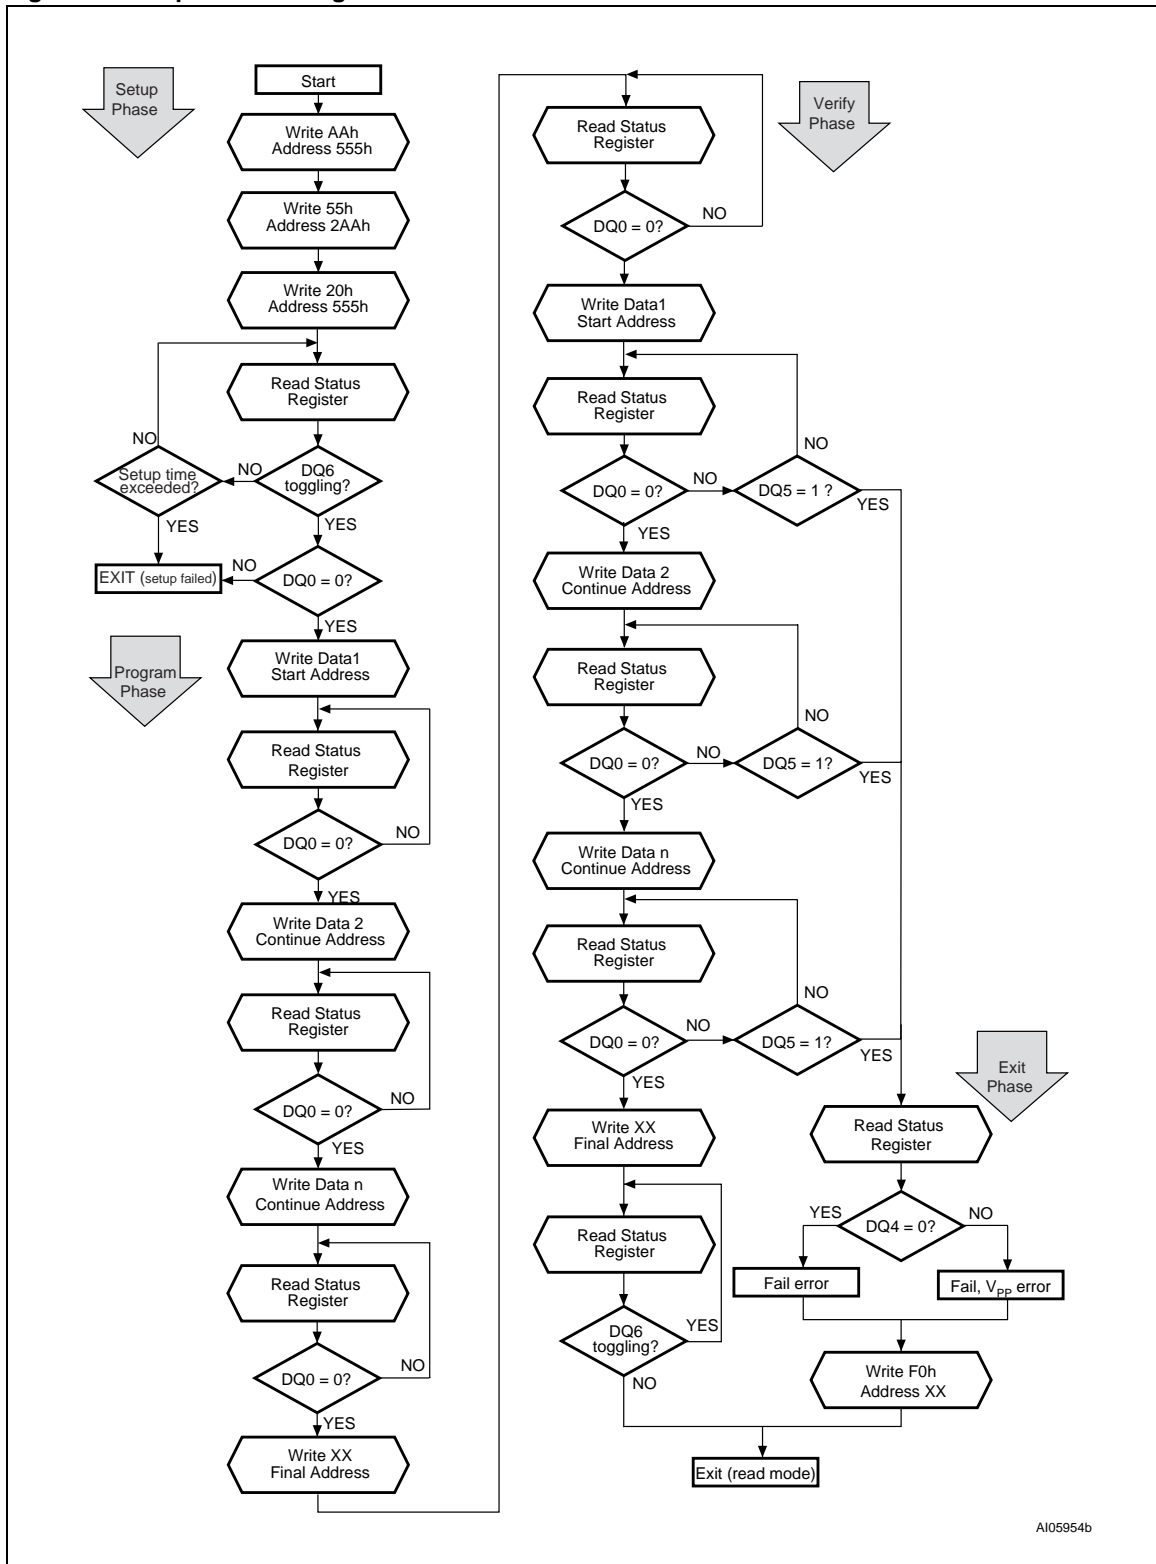 Setup
Phase
Start
Write AAh
Address 555h
Write 55h
Address 2AAh
Write 20h
Address 555h
Read Status
Register
NO
Setup time
exceeded?
NO
DQ6
toggling?
YES
YES
EXIT (setup failed)
NO
DQ0 = 0?
YES
Program
Phase
Write Data1
Start Address
Read Status
Register
DQ0 = 0?
NO
YES
Write Data 2
Continue Address
Read Status
Register
DQ0 = 0?
NO
YES
Write Data n
Continue Address
Read Status
Register
DQ0 = 0?
NO
YES
Write XX
Final Address
Verify
Phase
Read Status
Register
DQ0 = 0?
NO
Write Data1
Start Address
Read Status
Register
NO
DQ0 = 0?
NO
DQ5 = 1 ?
YES
YES
Write Data 2
Continue Address
Read Status
Register
NO
DQ0 = 0?
NO
DQ5 = 1?
YES
YES
Write Data n
Continue Address
Read Status
Register
NO
DQ0 = 0?
NO
DQ5 = 1?
YES
YES
Write XX
Final Address
Read Status
Register
DQ6
toggling?
YES
NO
Exit
Phase
Read Status
Register
YES
DQ4 = 0?
NO
Fail error
Fail, VPP error
Write F0h
Address XX
Exit (read mode)
AI05954b